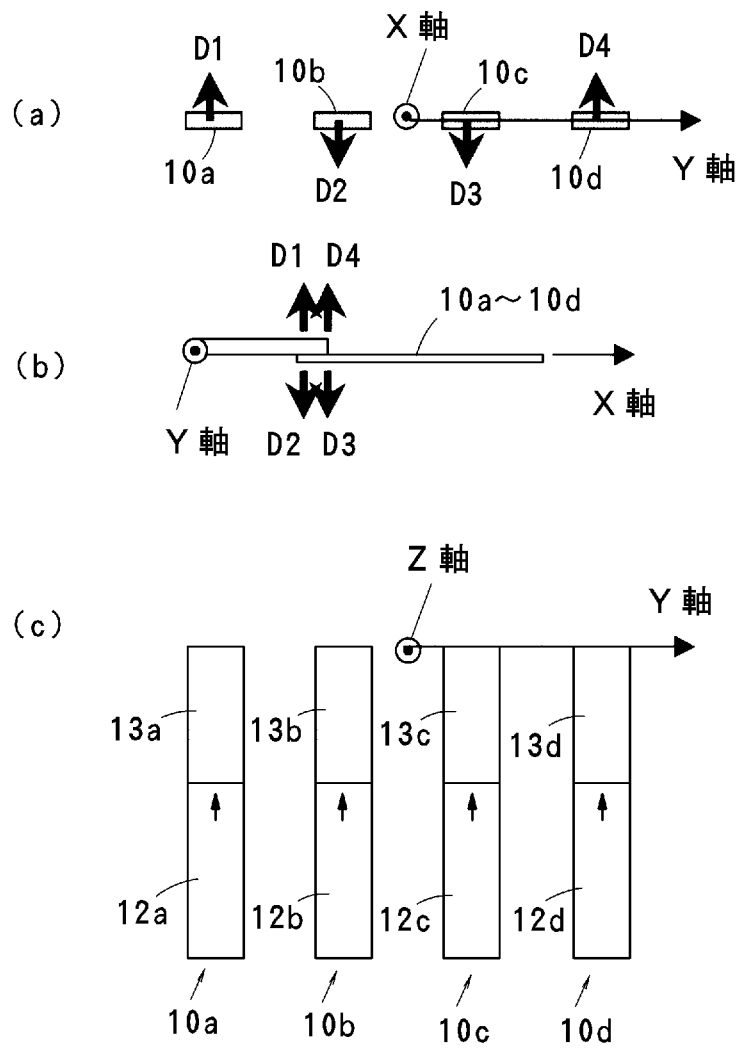 X 軸
D1
10b
10c
D4
(a)
10a
D2
D3
10d
Y 軸
D1 D4
10a～10d
(b)
X 軸
Y 軸
D2 D3
Z 軸
(c)
Y 軸
13a
13b
13c
13d
12a
12b
12c
12d
10a
10b
10c
10d